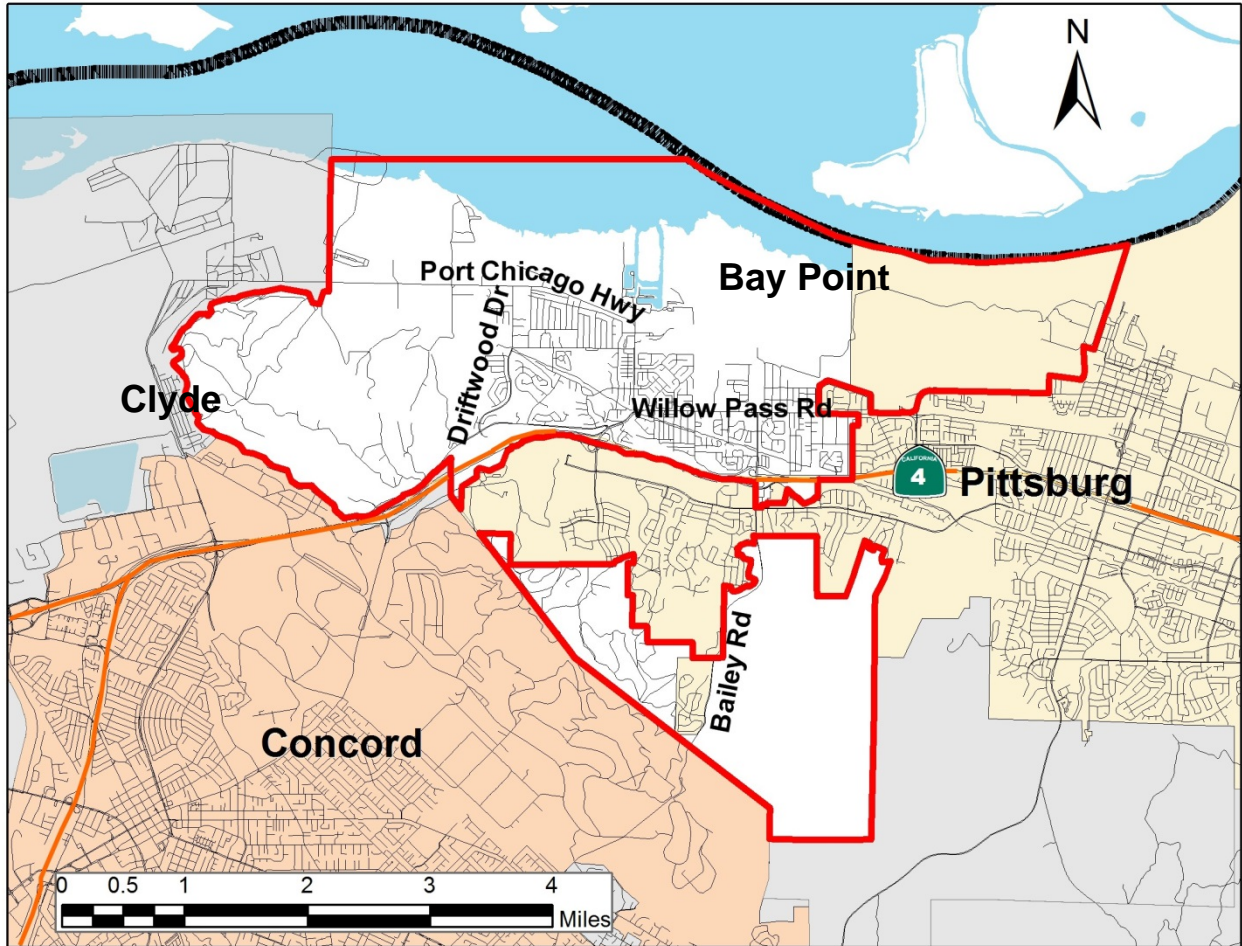 N
Port Chicago Hwy
Bay Point
Driftwood Dr
Clyde
Willow Pass Rd
CALIFORNIA
4
Pittsburg
Bailey Rd
Concord
0 0.5 1 2 3 4
Miles